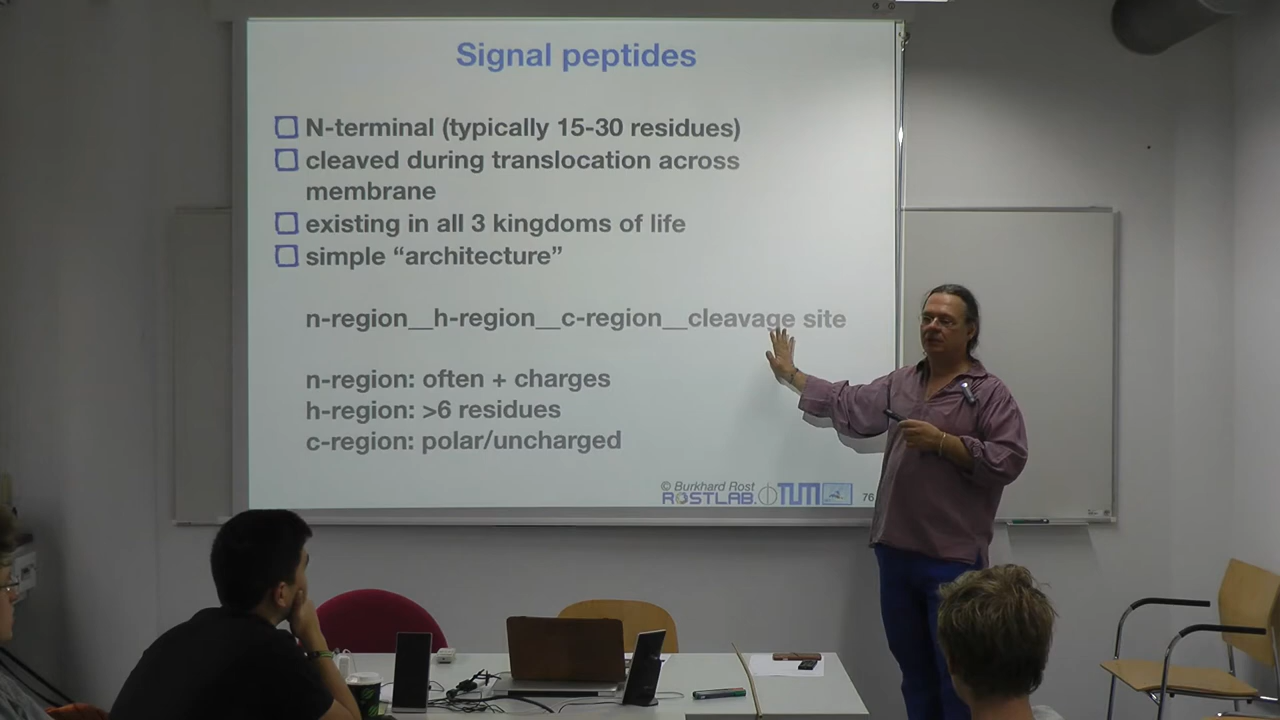 Signal peptides
N-terminal (typically 15-30 residues)
cleaved during translocation across
membrane
existing in all 3 kingdoms of life
simple “architecture”
n-region__h-region__c-region__cleavage site
n-region: often + charges
h-region: >6 residues
c-region: polar/uncharged
© Burkhard Rost
ROSTLAB. TUM
76